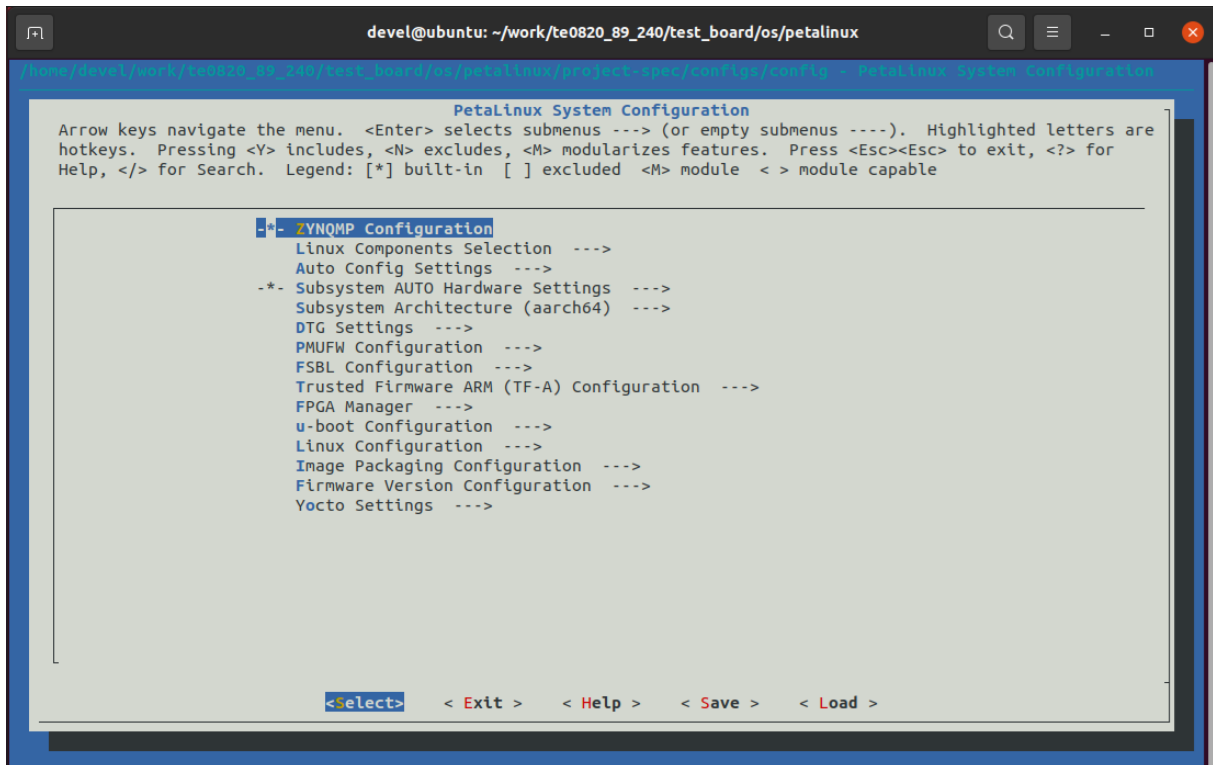 devel@ubuntu: ~/work/te0820_89_240/test_board/os/petalinux
/home/devel/work/te0820_89_240/test_board/os/petalinux/project-spec/configs/config - PetaLinux System Configuration
PetaLinux System Configuration
Arrow keys navigate the menu.  <Enter> selects submenus ---> (or empty submenus ----).  Highlighted letters are
hotkeys.  Pressing <Y> includes, <N> excludes, <M> modularizes features.  Press <Esc><Esc> to exit, <?> for
Help, </> for Search.  Legend: [*] built-in  [ ] excluded  <M> module  < > module capable
-*- ZYNQMP Configuration
Linux Components Selection  --->
Auto Config Settings  --->
-*- Subsystem AUTO Hardware Settings  --->
Subsystem Architecture (aarch64)  --->
DTG Settings  --->
PMUFW Configuration  --->
FSBL Configuration  --->
Trusted Firmware ARM (TF-A) Configuration  --->
FPGA Manager  --->
u-boot Configuration  --->
Linux Configuration  --->
Image Packaging Configuration  --->
Firmware Version Configuration  --->
Yocto Settings  --->
<Select>    < Exit >    < Help >    < Save >    < Load >